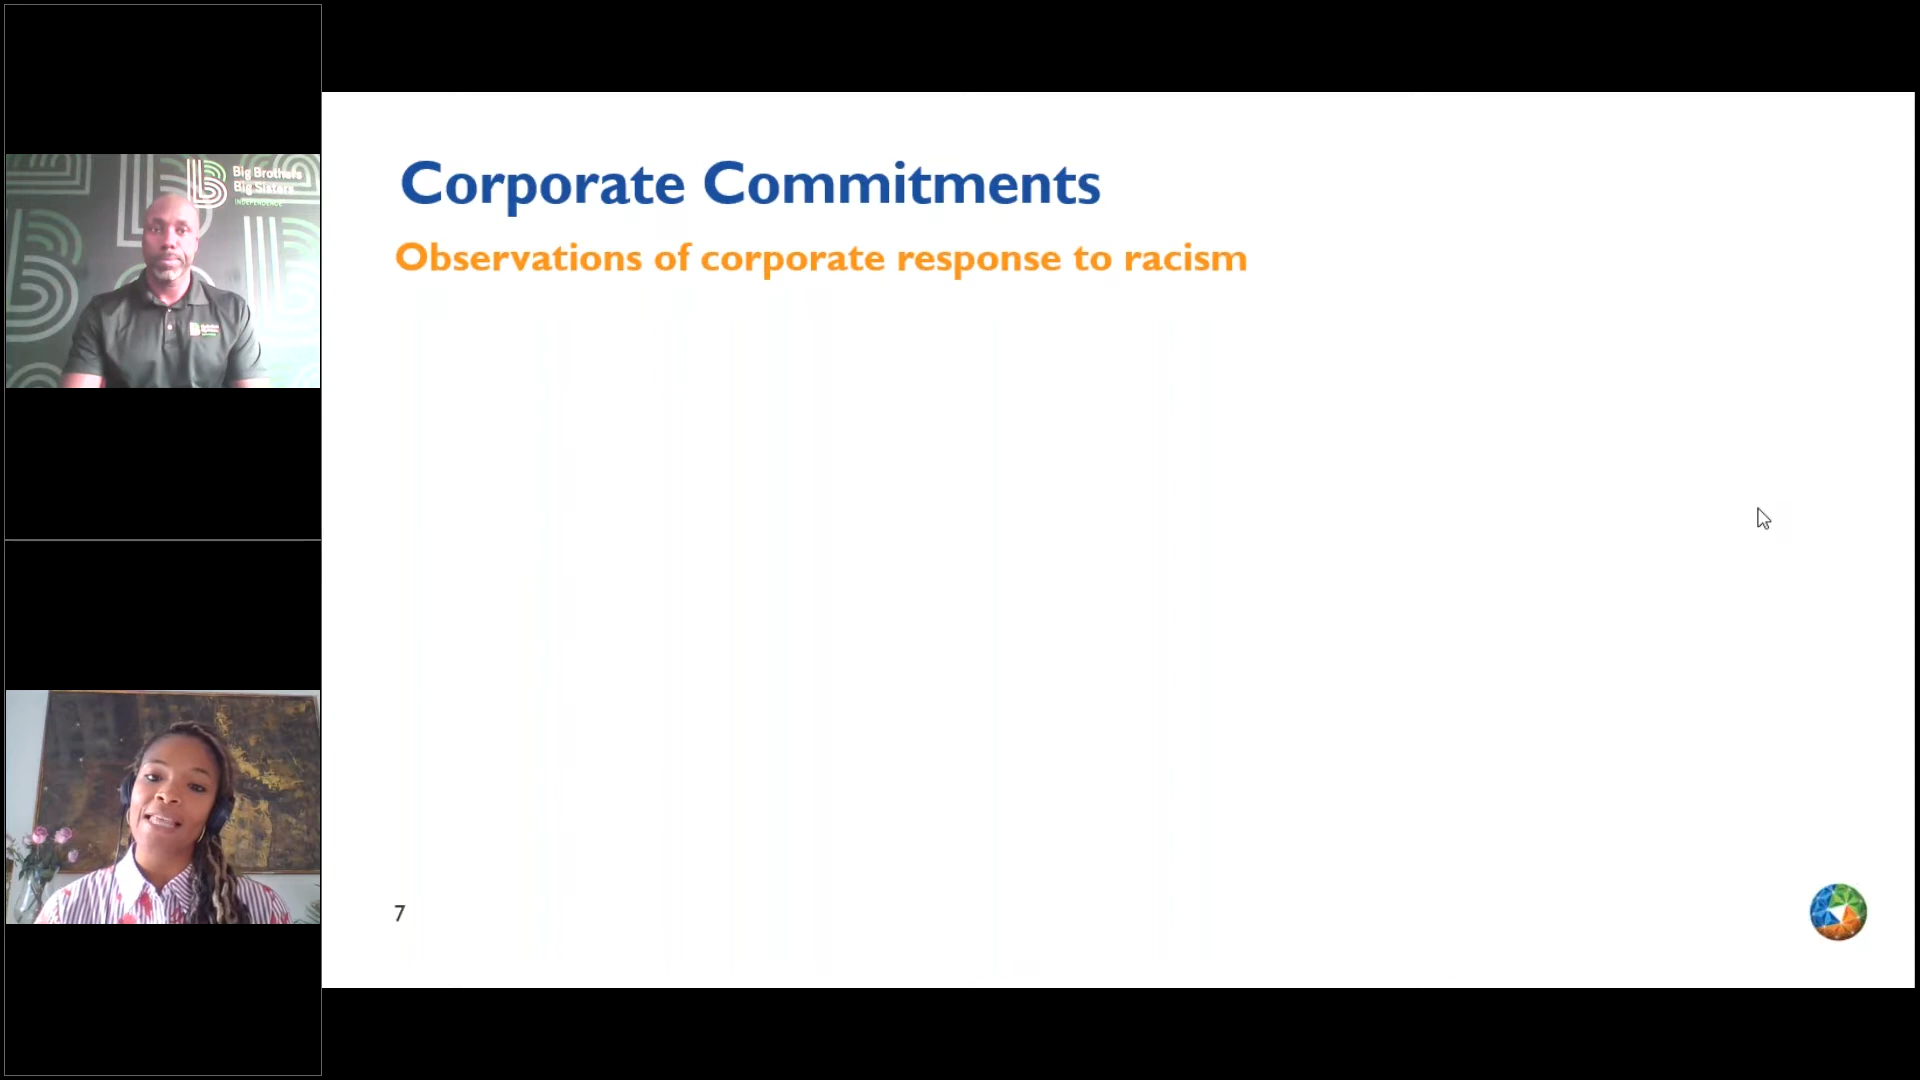 Big Brothers
Big Sisters
INDEPENDENCE
Corporate Commitments
Observations of corporate response to racism
7